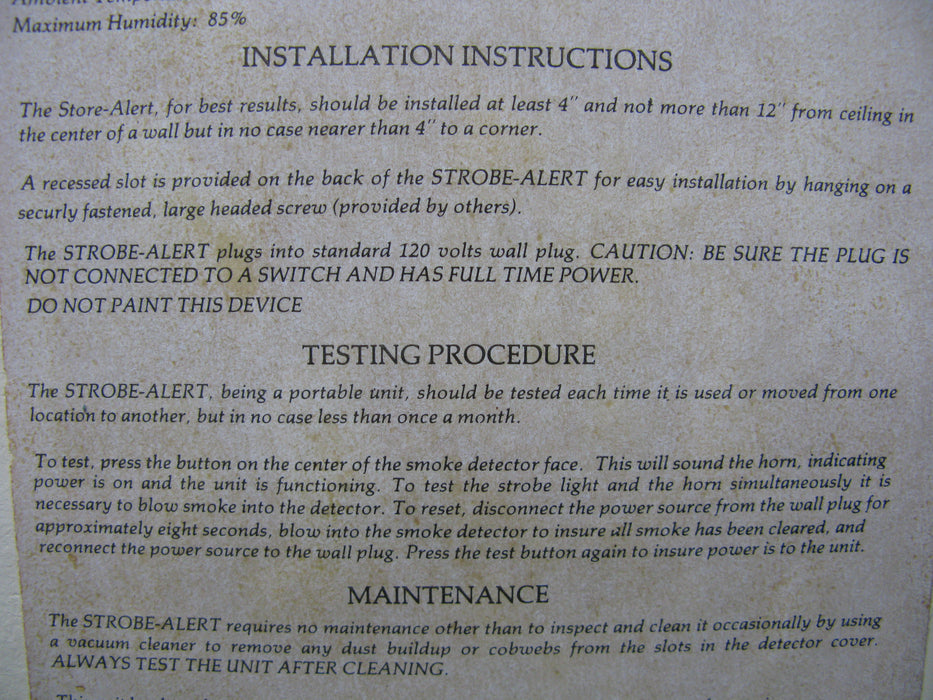 Maximum Humidity: 85%
INSTALLATION INSTRUCTIONS
The Store-Alert, for best results, should be installed at least 4" and not more than 12" from ceiling in
the center of a wall but in no case nearer than 4" to a corner.
A recessed slot is provided on the back of the STROBE-ALERT for easy installation by hanging on a
securly fastened, large headed screw (provided by others).
The STROBE-ALERT plugs into standard 120 volts wall plug. CAUTION: BE SURE THE PLUG IS
NOT CONNECTED TO A SWITCH AND HAS FULL TIME POWER.
DO NOT PAINT THIS DEVICE
TESTING PROCEDURE
The STROBE-ALERT, being a portable unit, should be tested each time it is used or moved from one
location to another, but in no case less than once a month.
To test, press the button on the center of the smoke detector face. This will sound the horn, indicating
power is on and the unit is functioning. To test the strobe light and the horn simultaneously it is
necessary to blow smoke into the detector. To reset, disconnect the power source from the wall plug for
approximately eight seconds, blow into the smoke detector to insure all smoke has been cleared, and
reconnect the power source to the wall plug. Press the test button again to insure power is to the unit.
MAINTENANCE
The STROBE-ALERT requires no maintenance other than to inspect and clean it occasionally by using
a vacuum cleaner to remove any dust buildup or cobwebs from the slots in the detector cover.
ALWAYS TEST THE UNIT AFTER CLEANING.